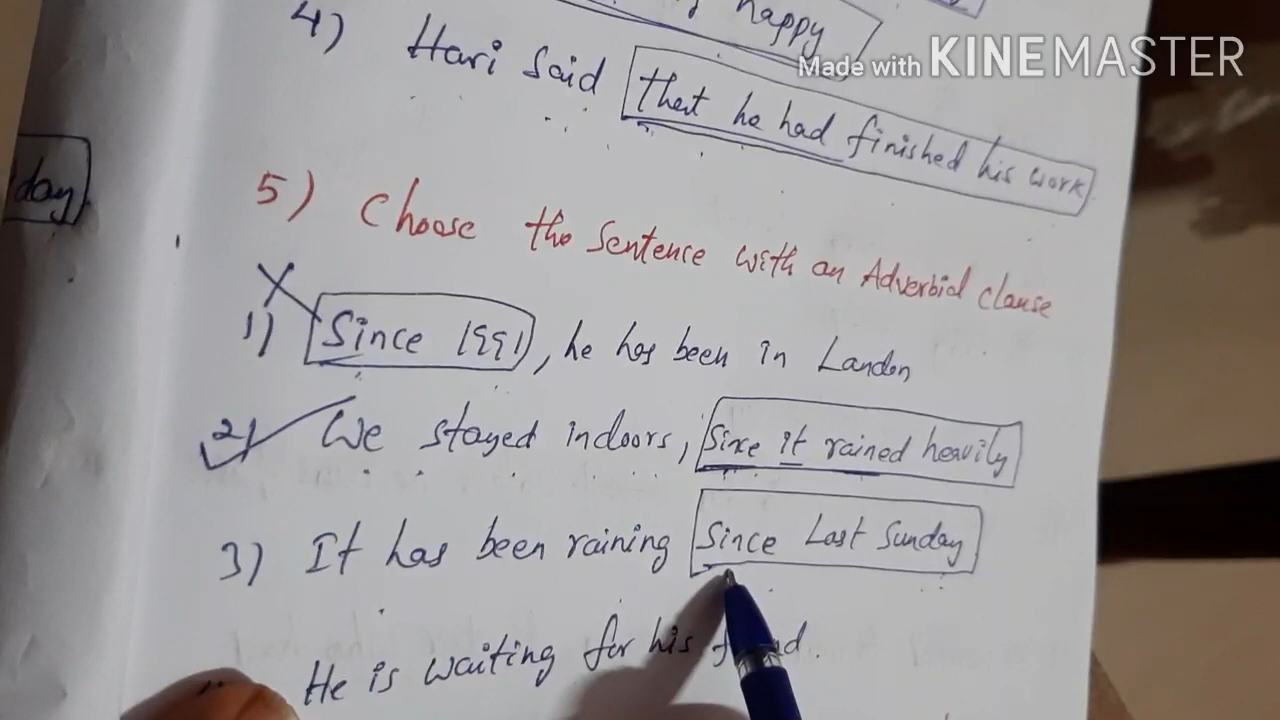 happy
Made with KINEMASTER
4) Hari said that he had finished his work
day
5) Choose the sentence with an Adverbial clause
1) Since 1991, he has been in London
2) We stayed indoors, Since it rained heavily
3) It has been raining Since Last Sunday
He is waiting for his